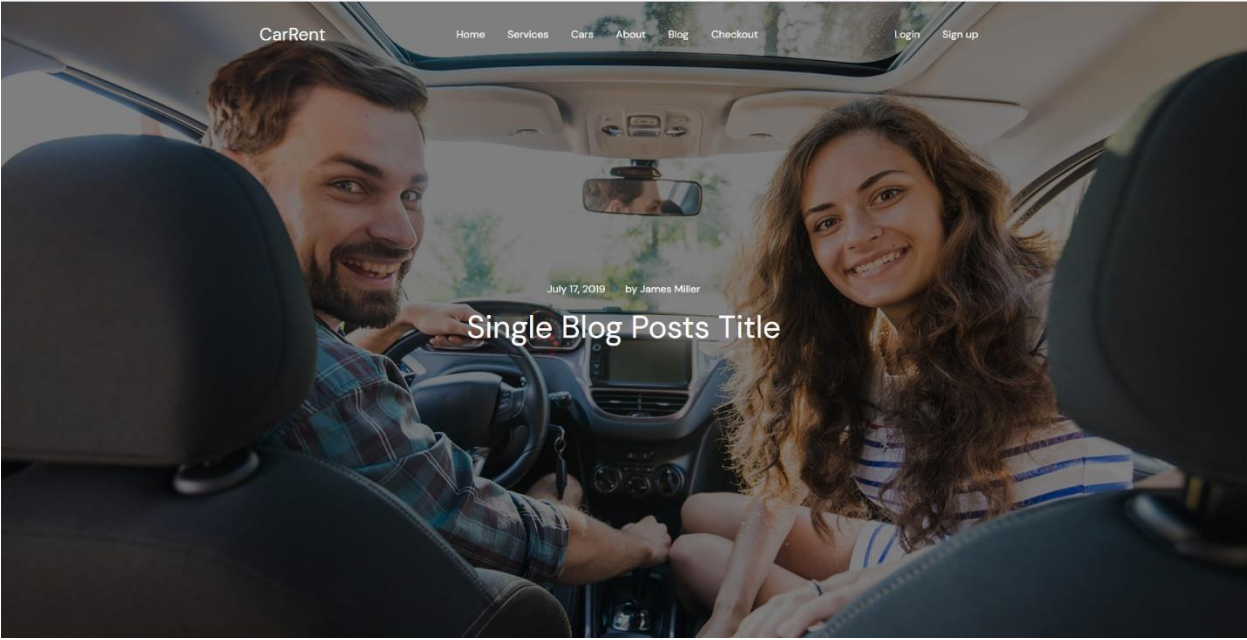 CarRent Home Services Cars About Blog Checkout Login Sign up
July 17, 2019 by James Miller
Single Blog Posts Title